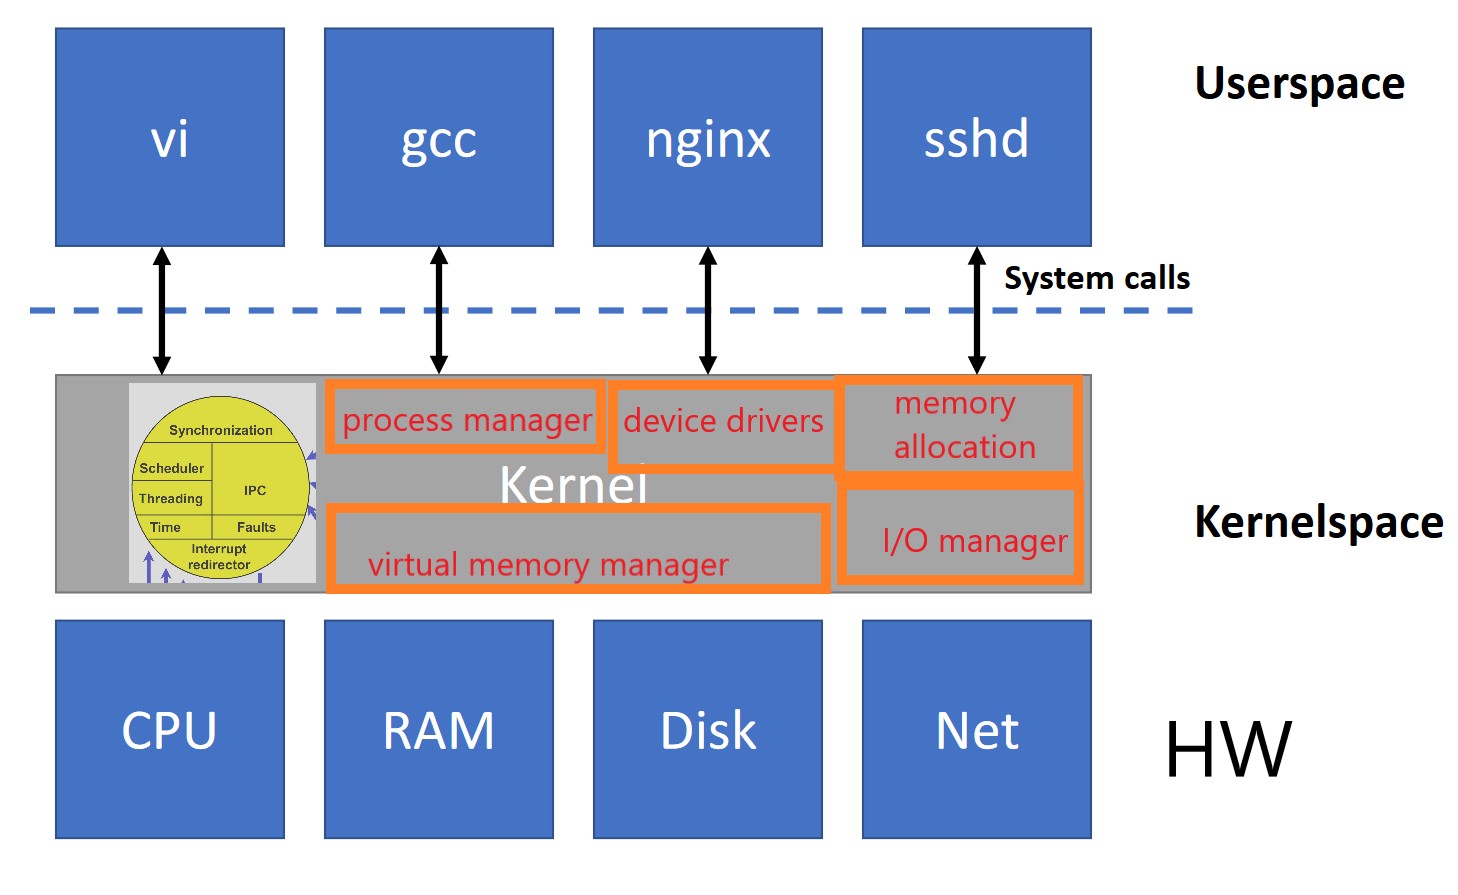 vi
gcc
nginx
sshd
Userspace
System calls
Synchronization
Scheduler
Threading
IPC
Time
Faults
Interrupt
redirector
process manager
device drivers
memory
allocation
Kernel
virtual memory manager
I/O manager
Kernelspace
CPU
RAM
Disk
Net
HW